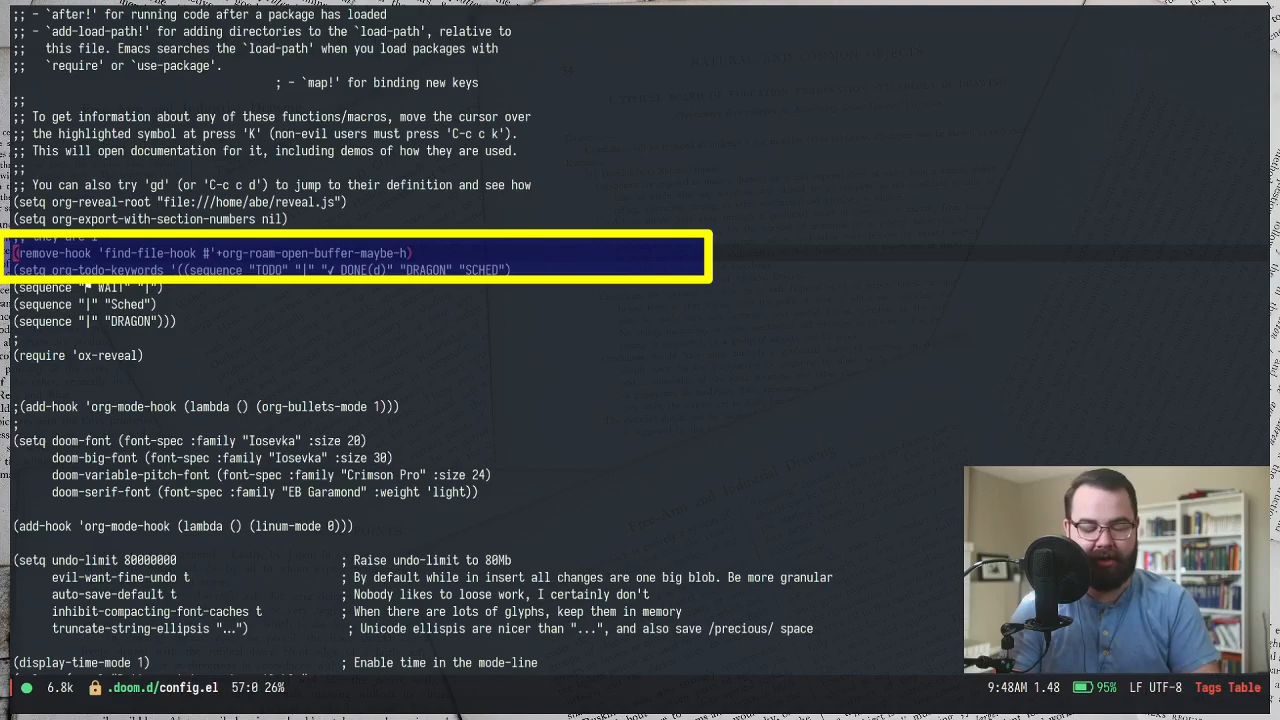 ;; - `after!' for running code after a package has loaded
;; - `add-load-path!' for adding directories to the `load-path', relative to
;;   this file. Emacs searches the `load-path' when you load packages with
;;   `require' or `use-package'.
; - `map!' for binding new keys
;;
;; To get information about any of these functions/macros, move the cursor over
;; the highlighted symbol at press 'K' (non-evil users must press 'C-c c k').
;; This will open documentation for it, including demos of how they are used.
;;
;; You can also try 'gd' (or 'C-c c d') to jump to their definition and see how
(setq org-reveal-root "file:///home/abe/reveal.js")
(setq org-export-with-section-numbers nil)
;; they are i
(remove-hook 'find-file-hook #'+org-roam-open-buffer-maybe-h)
(setq org-todo-keywords '((sequence "TODO" "|" "✔ DONE(d)" "DRAGON" "SCHED")
(sequence "⚑ WAIT" "|")
(sequence "|" "Sched")
(sequence "|" "DRAGON")))
;
(require 'ox-reveal)
;(add-hook 'org-mode-hook (lambda () (org-bullets-mode 1)))
;
(setq doom-font (font-spec :family "Iosevka" :size 20)
doom-big-font (font-spec :family "Iosevka" :size 30)
doom-variable-pitch-font (font-spec :family "Crimson Pro" :size 24)
doom-serif-font (font-spec :family "EB Garamond" :weight 'light))
(add-hook 'org-mode-hook (lambda () (linum-mode 0)))
(setq undo-limit 80000000 ; Raise undo-limit to 80Mb
evil-want-fine-undo t ; By default while in insert all changes are one big blob. Be more granular
auto-save-default t ; Nobody likes to loose work, I certainly don't
inhibit-compacting-font-caches t ; When there are lots of glyphs, keep them in memory
truncate-string-ellipsis "…") ; Unicode ellispis are nicer than "...", and also save /precious/ space
(display-time-mode 1) ; Enable time in the mode-line
6.8k .doom.d/config.el 57:0 26% 9:48AM 1.48 95% LF UTF-8 Tags Table